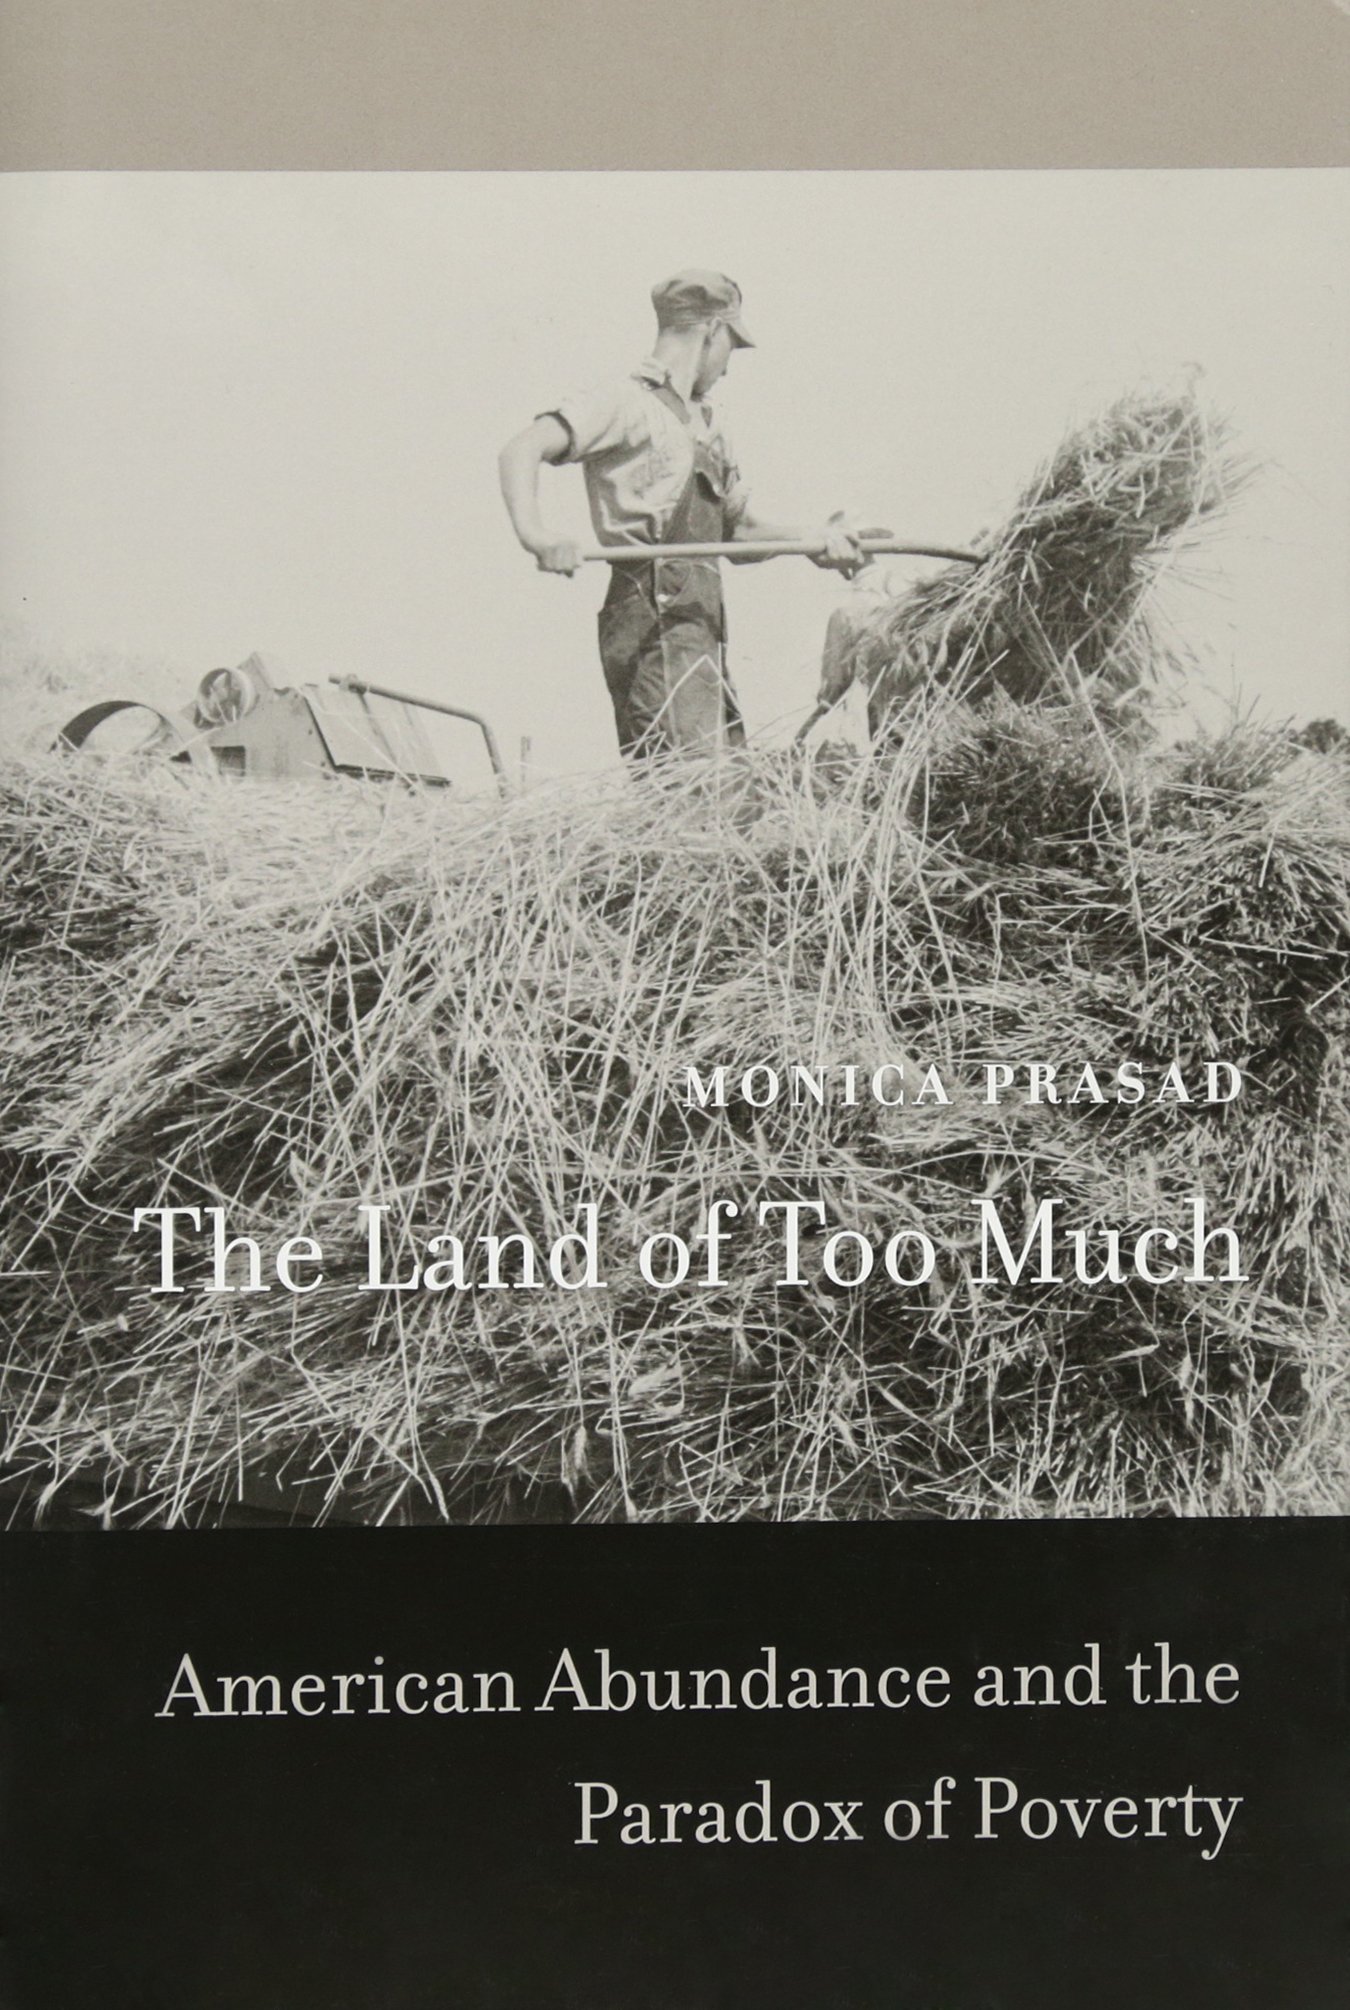 MONICA PRASAD
The Land of Too Much
American Abundance and the
Paradox of Poverty